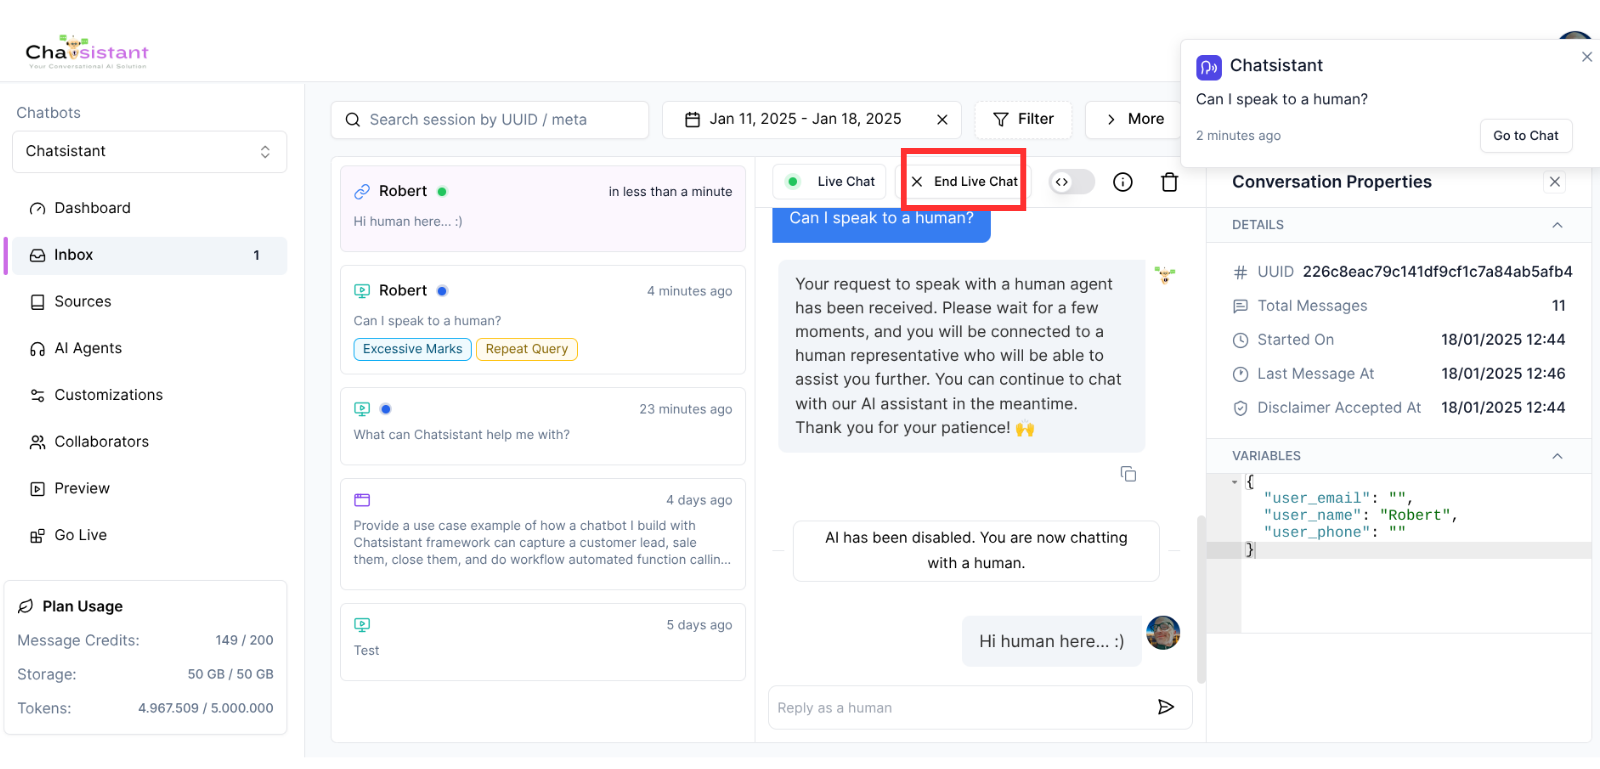 Chatsistant
Your Conversational AI Solution
Chatbots
Chatsistant
Dashboard
Inbox 1
Sources
AI Agents
Customizations
Collaborators
Preview
Go Live
Plan Usage
Message Credits: 149 / 200
Storage: 50 GB / 50 GB
Tokens: 4.967.509 / 5.000.000
Search session by UUID / meta
Jan 11, 2025 - Jan 18, 2025
Filter
More
Robert in less than a minute
Hi human here... :)
Robert 4 minutes ago
Can I speak to a human?
Excessive Marks Repeat Query
23 minutes ago
What can Chatsistant help me with?
4 days ago
Provide a use case example of how a chatbot I build with
Chatsistant framework can capture a customer lead, sale
them, close them, and do workflow automated function callin...
5 days ago
Test
Live Chat
End Live Chat
Can I speak to a human?
Your request to speak with a human agent
has been received. Please wait for a few
moments, and you will be connected to a
human representative who will be able to
assist you further. You can continue to chat
with our AI assistant in the meantime.
Thank you for your patience! 🙌
AI has been disabled. You are now chatting
with a human.
Hi human here... :)
Reply as a human
Chatsistant
Can I speak to a human?
2 minutes ago
Go to Chat
Conversation Properties
DETAILS
UUID 226c8eac79c141df9cf1c7a84ab5afb4
Total Messages 11
Started On 18/01/2025 12:44
Last Message At 18/01/2025 12:46
Disclaimer Accepted At 18/01/2025 12:44
VARIABLES
{
"user_email": "",
"user_name": "Robert",
"user_phone": ""
}